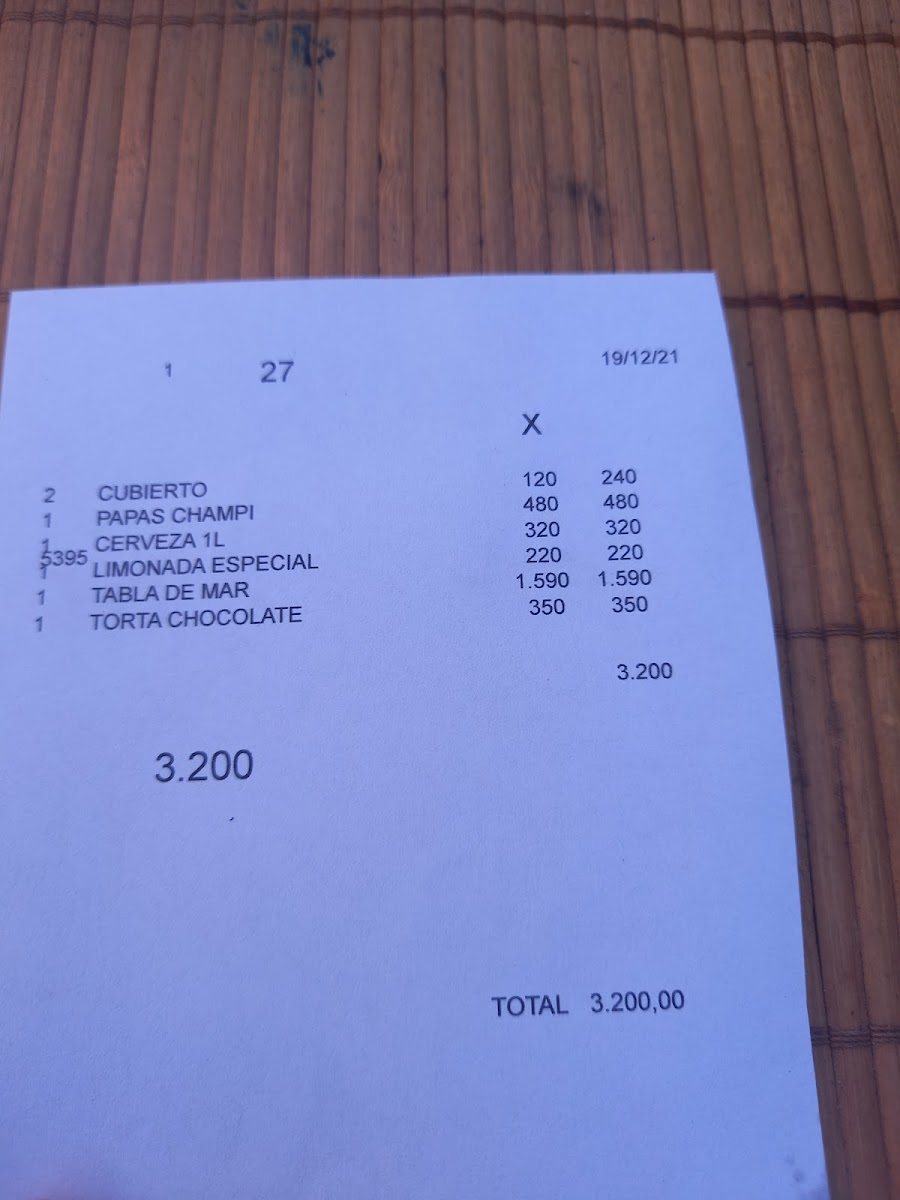 1 27 19/12/21
X
2 CUBIERTO 120 240
1 PAPAS CHAMPI 480 480
1 CERVEZA 1L 320 320
5395
1 LIMONADA ESPECIAL 220 220
1 TABLA DE MAR 1.590 1.590
1 TORTA CHOCOLATE 350 350
3.200
3.200
TOTAL 3.200,00